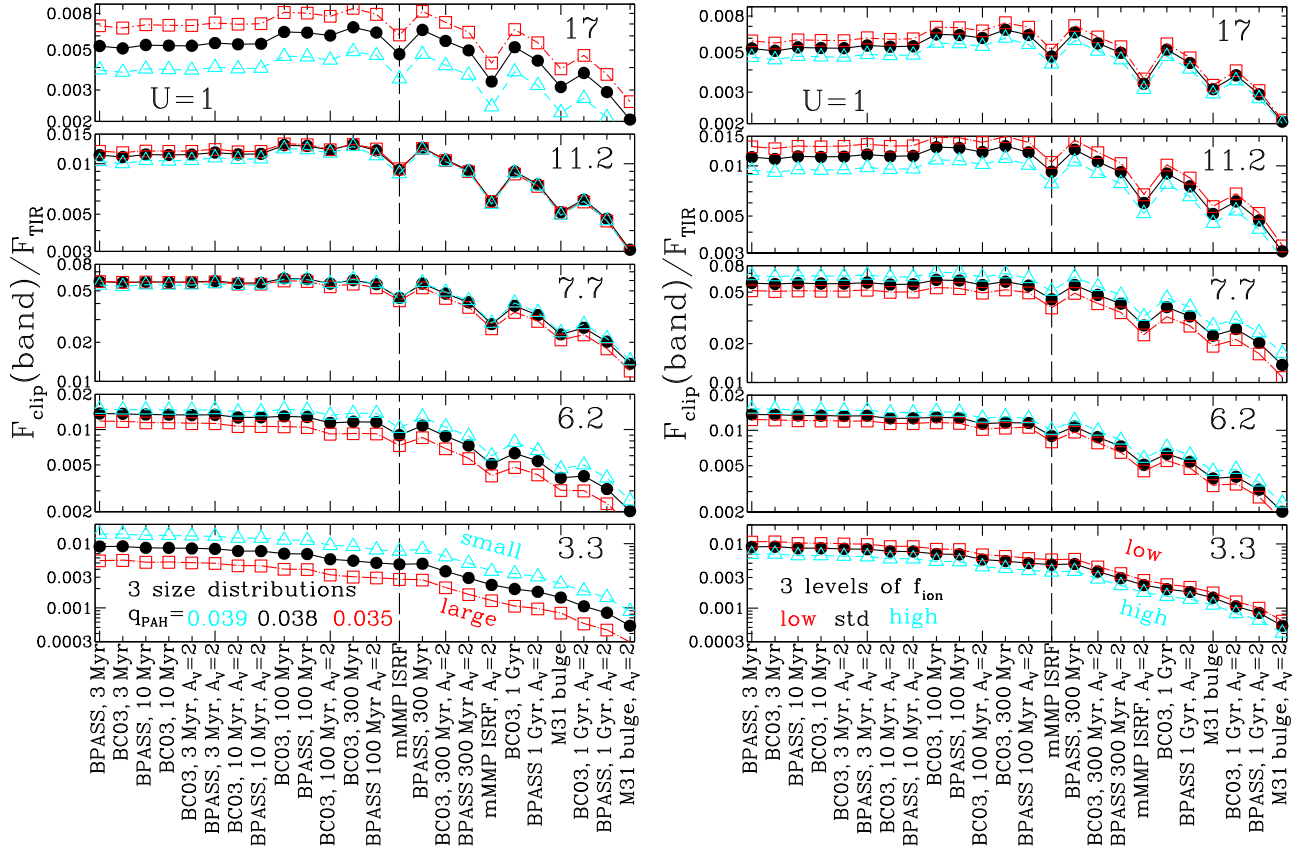 F_clip(band)/F_TIR
0.008
0.005
0.003
0.002
17
U=1
0.015
0.01
0.005
0.003
11.2
0.08
0.05
0.01
7.7
0.02
0.01
0.005
0.002
6.2
0.01
0.003
0.001
0.0003
3.3
small
3 size distributions
q_PAH= 0.039 0.038 0.035
large
BPASS, 3 Myr
BC03, 3 Myr
BPASS, 10 Myr
BC03, 10 Myr
BC03, 3 Myr, A_V=2
BPASS, 3 Myr, A_V=2
BC03, 10 Myr, A_V=2
BPASS, 10 Myr, A_V=2
BC03, 100 Myr
BPASS, 100 Myr
BC03, 100 Myr, A_V=2
BC03, 300 Myr
BPASS 100 Myr A_V=2
mMMP ISRF
BPASS, 300 Myr
BC03, 300 Myr A_V=2
BPASS 300 Myr A_V=2
mMMP ISRF, A_V=2
BC03, 1 Gyr
BPASS 1 Gyr, A_V=2
M31 bulge
BC03, 1 Gyr, A_V=2
BPASS, 1 Gyr A_V=2
M31 bulge, A_V=2
F_clip(band)/F_TIR
0.008
0.005
0.003
0.002
17
U=1
0.015
0.01
0.005
0.003
11.2
0.08
0.05
0.01
7.7
0.02
0.01
0.005
0.002
6.2
0.01
0.003
0.001
0.0003
3.3
low
3 levels of f_ion
low std high
high
BPASS, 3 Myr
BC03, 3 Myr
BPASS, 10 Myr
BC03, 10 Myr
BC03, 3 Myr, A_V=2
BPASS, 3 Myr, A_V=2
BC03, 10 Myr, A_V=2
BPASS, 10 Myr, A_V=2
BC03, 100 Myr
BPASS, 100 Myr
BC03, 100 Myr, A_V=2
BC03, 300 Myr
BPASS 100 Myr A_V=2
mMMP ISRF
BPASS, 300 Myr
BC03, 300 Myr A_V=2
BPASS 300 Myr A_V=2
mMMP ISRF, A_V=2
BC03, 1 Gyr
BPASS 1 Gyr, A_V=2
M31 bulge
BC03, 1 Gyr, A_V=2
BPASS, 1 Gyr A_V=2
M31 bulge, A_V=2